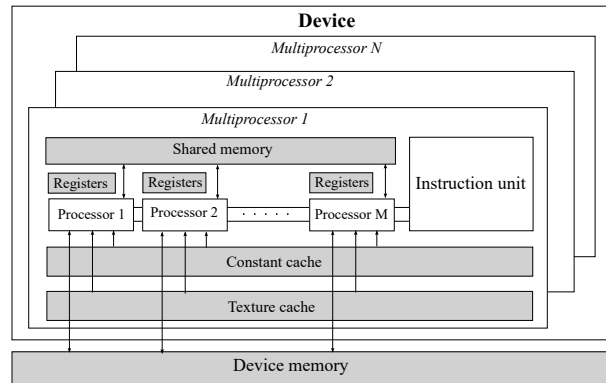 Device
Multiprocessor N
Multiprocessor 2
Multiprocessor 1
Shared memory
Registers
Registers
Registers
Instruction unit
Processor 1
Processor 2
. . . . .
Processor M
Constant cache
Texture cache
Device memory